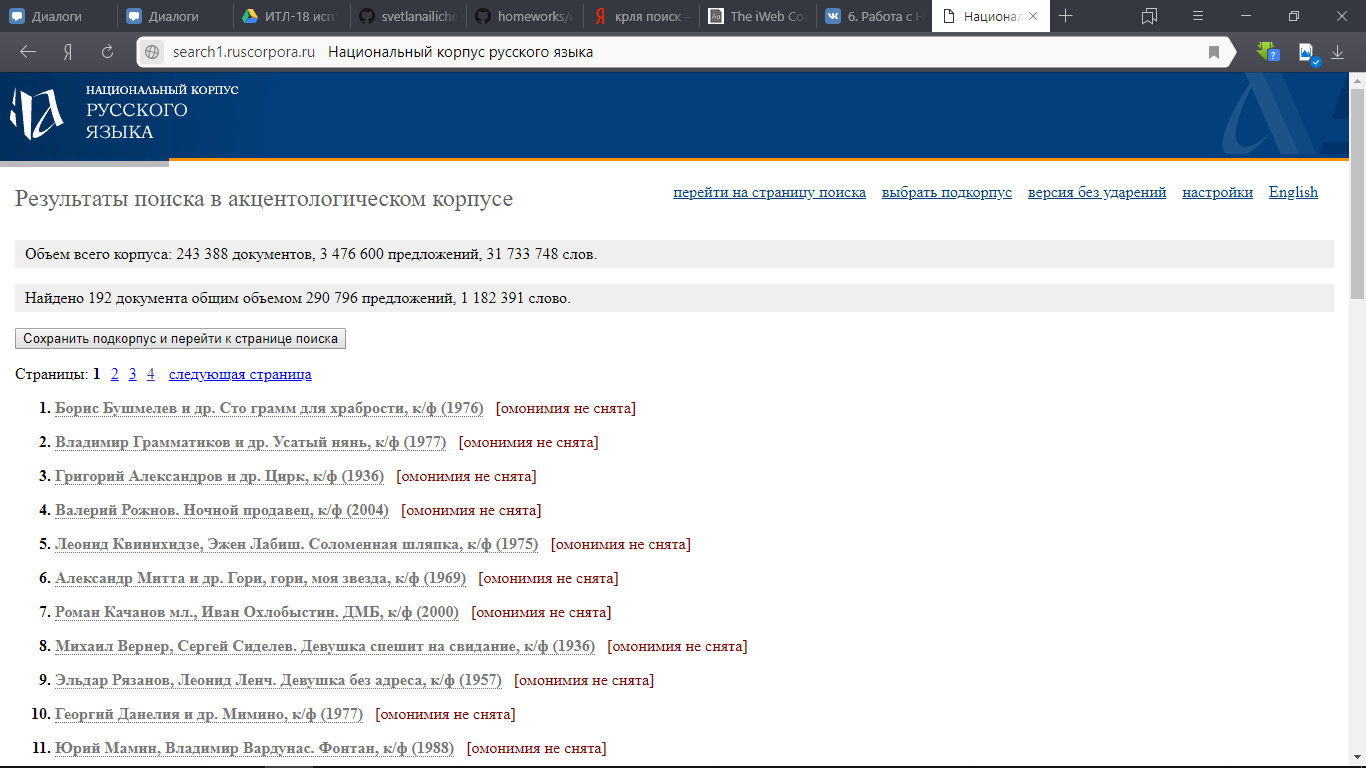 Диалоги Диалоги ИТЛ-18 исп svetlanailiche homeworks/ крля поиск – The iWeb Co 6. Работа с Н Национал
search1.ruscorpora.ru Национальный корпус русского языка
НАЦИОНАЛЬНЫЙ КОРПУС
РУССКОГО
ЯЗЫКА
Результаты поиска в акцентологическом корпусе
перейти на страницу поиска выбрать подкорпус версия без ударений настройки English
Объем всего корпуса: 243 388 документов, 3 476 600 предложений, 31 733 748 слов.
Найдено 192 документа общим объемом 290 796 предложений, 1 182 391 слово.
Сохранить подкорпус и перейти к странице поиска
Страницы: 1 2 3 4 следующая страница
1. Борис Бушмелев и др. Сто грамм для храбрости, к/ф (1976) [омонимия не снята]
2. Владимир Грамматиков и др. Усатый нянь, к/ф (1977) [омонимия не снята]
3. Григорий Александров и др. Цирк, к/ф (1936) [омонимия не снята]
4. Валерий Рожнов. Ночной продавец, к/ф (2004) [омонимия не снята]
5. Леонид Квинихидзе, Эжен Лабиш. Соломенная шляпка, к/ф (1975) [омонимия не снята]
6. Александр Митта и др. Гори, гори, моя звезда, к/ф (1969) [омонимия не снята]
7. Роман Качанов мл., Иван Охлобыстин. ДМБ, к/ф (2000) [омонимия не снята]
8. Михаил Вернер, Сергей Сиделев. Девушка спешит на свидание, к/ф (1936) [омонимия не снята]
9. Эльдар Рязанов, Леонид Ленч. Девушка без адреса, к/ф (1957) [омонимия не снята]
10. Георгий Данелия и др. Мимино, к/ф (1977) [омонимия не снята]
11. Юрий Мамин, Владимир Вардунас. Фонтан, к/ф (1988) [омонимия не снята]